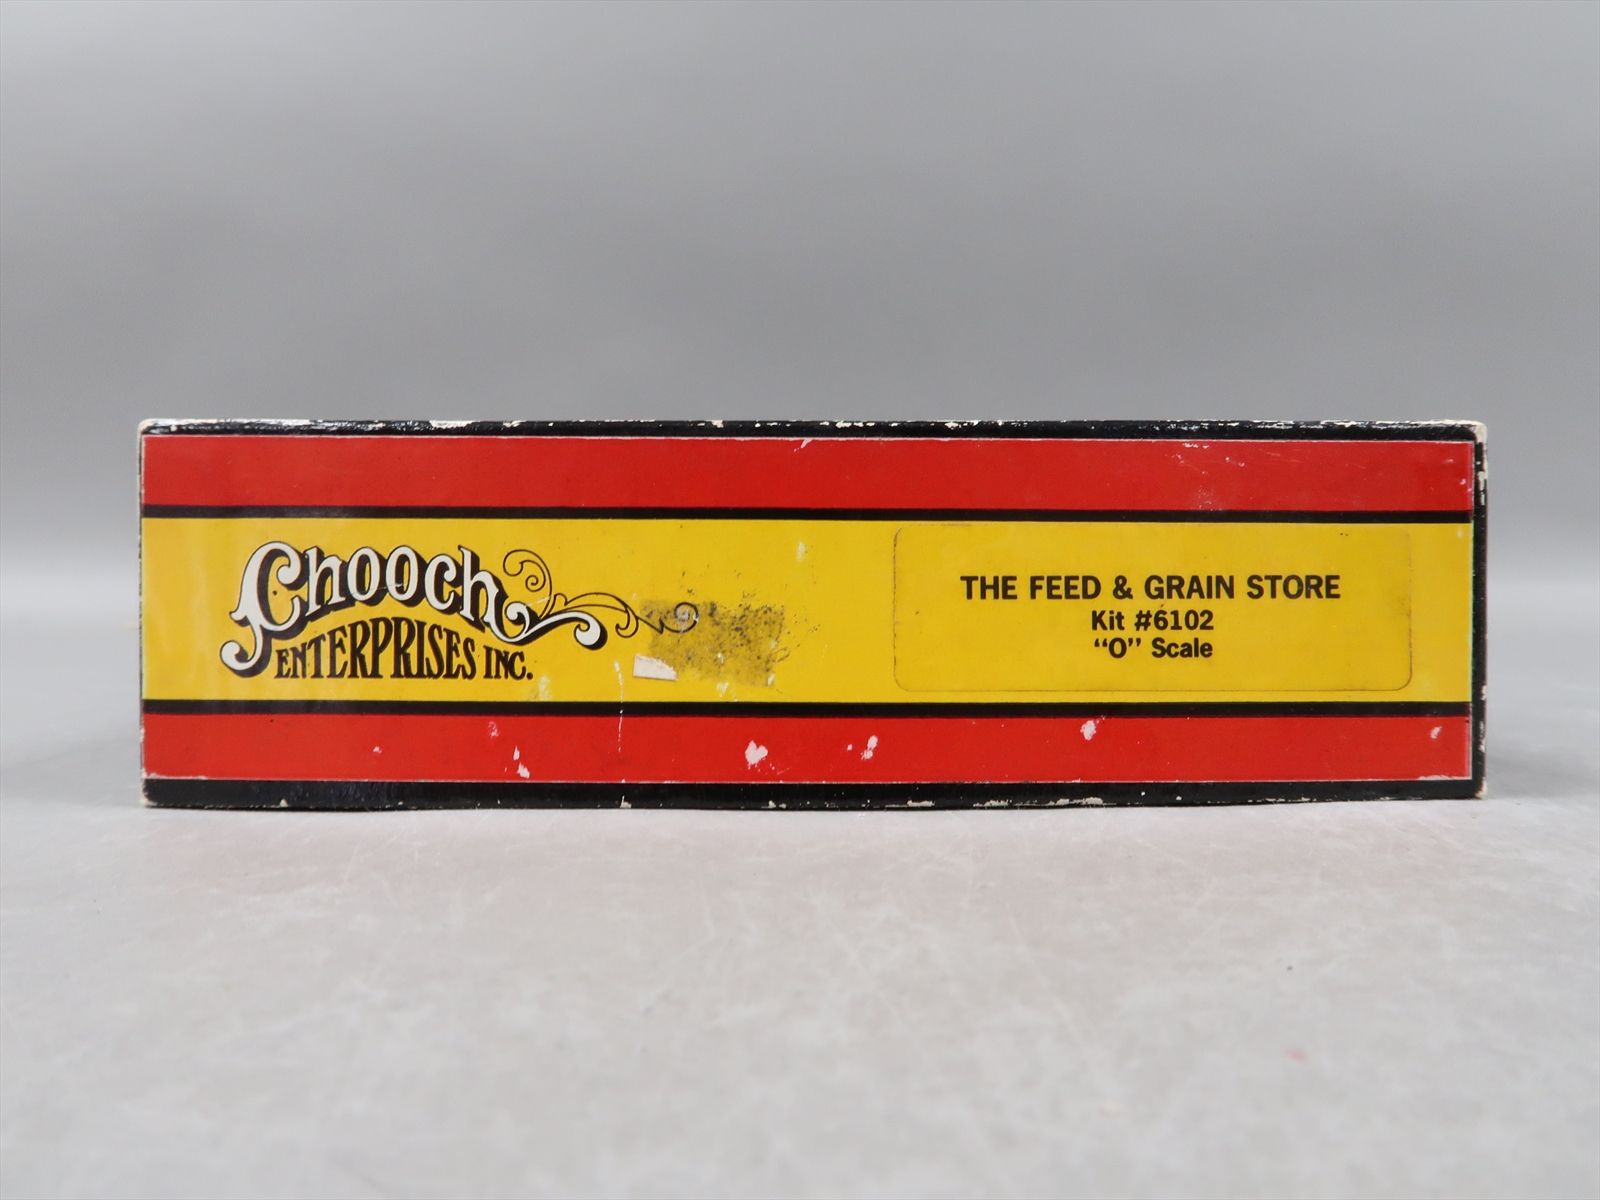 Chooch
ENTERPRISES INC.
THE FEED & GRAIN STORE
Kit #6102
“O” Scale